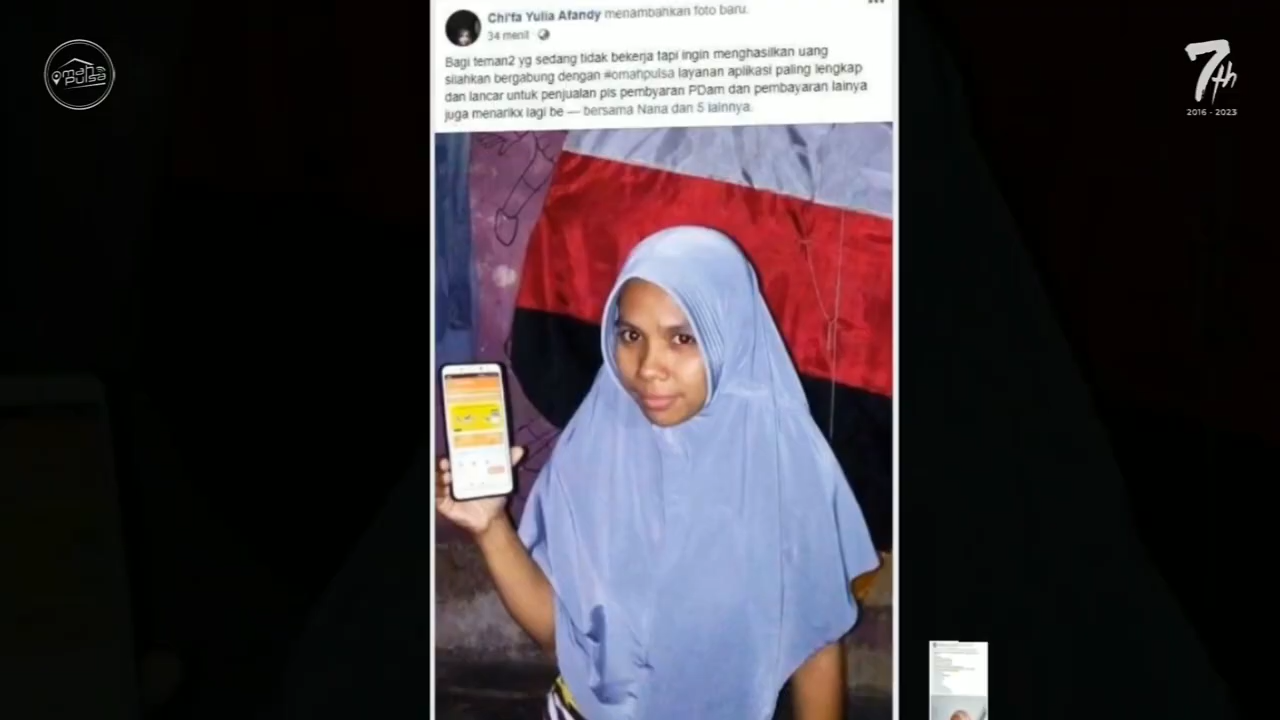 omaha
pulsa
7th
2016 - 2023
Chi'fa Yulia Afandy menambahkan foto baru.
34 menit
Bagi teman2 yg sedang tidak bekerja tapi ingin menghasilkan uang
silahkan bergabung dengan #omahpulsa layanan aplikasi paling lengkap
dan lancar untuk penjualan pls pembyaran PDam dan pembayaran lainya
juga menarikx lagi be — bersama Nana dan 5 lainnya.